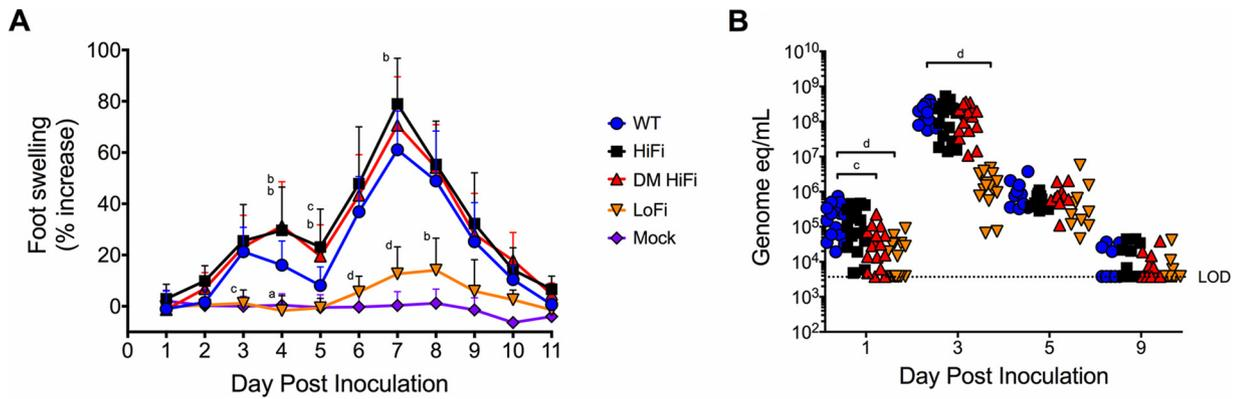 A
Foot swelling
(% increase)
100
80
60
40
20
0
b
b
b
c
b
b
c
a
d
d
b
0 1 2 3 4 5 6 7 8 9 10 11
Day Post Inoculation
WT
HiFi
DM HiFi
LoFi
Mock
B
Genome eq/mL
10^10
10^9
10^8
10^7
10^6
10^5
10^4
10^3
10^2
d
d
c
LOD
1 3 5 9
Day Post Inoculation